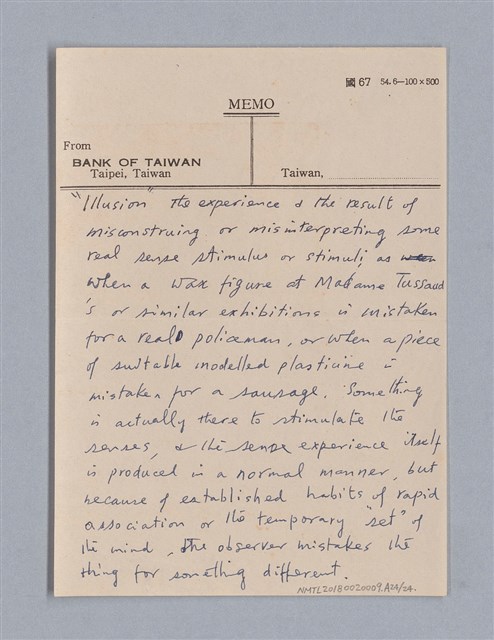 國 67 54.6—100×500
MEMO
From
BANK OF TAIWAN
Taipei, Taiwan
Taiwan,
"Illusion" the experience & the result of
misconstruing or misinterpreting some
real sense stimulus or stimuli, as
when a wax figure at Madame Tussaud
's or similar exhibitions is mistaken
for a real policeman, or when a piece
of suitable modelled plasticine is
mistaken for a sausage. Something
is actually there to stimulate the
senses, & the sense experience itself
is produced in a normal manner, but
because of established habits of rapid
association or the temporary "set" of
the mind, the observer mistakes the
thing for something different.
NMTL20180020009.A24/24.